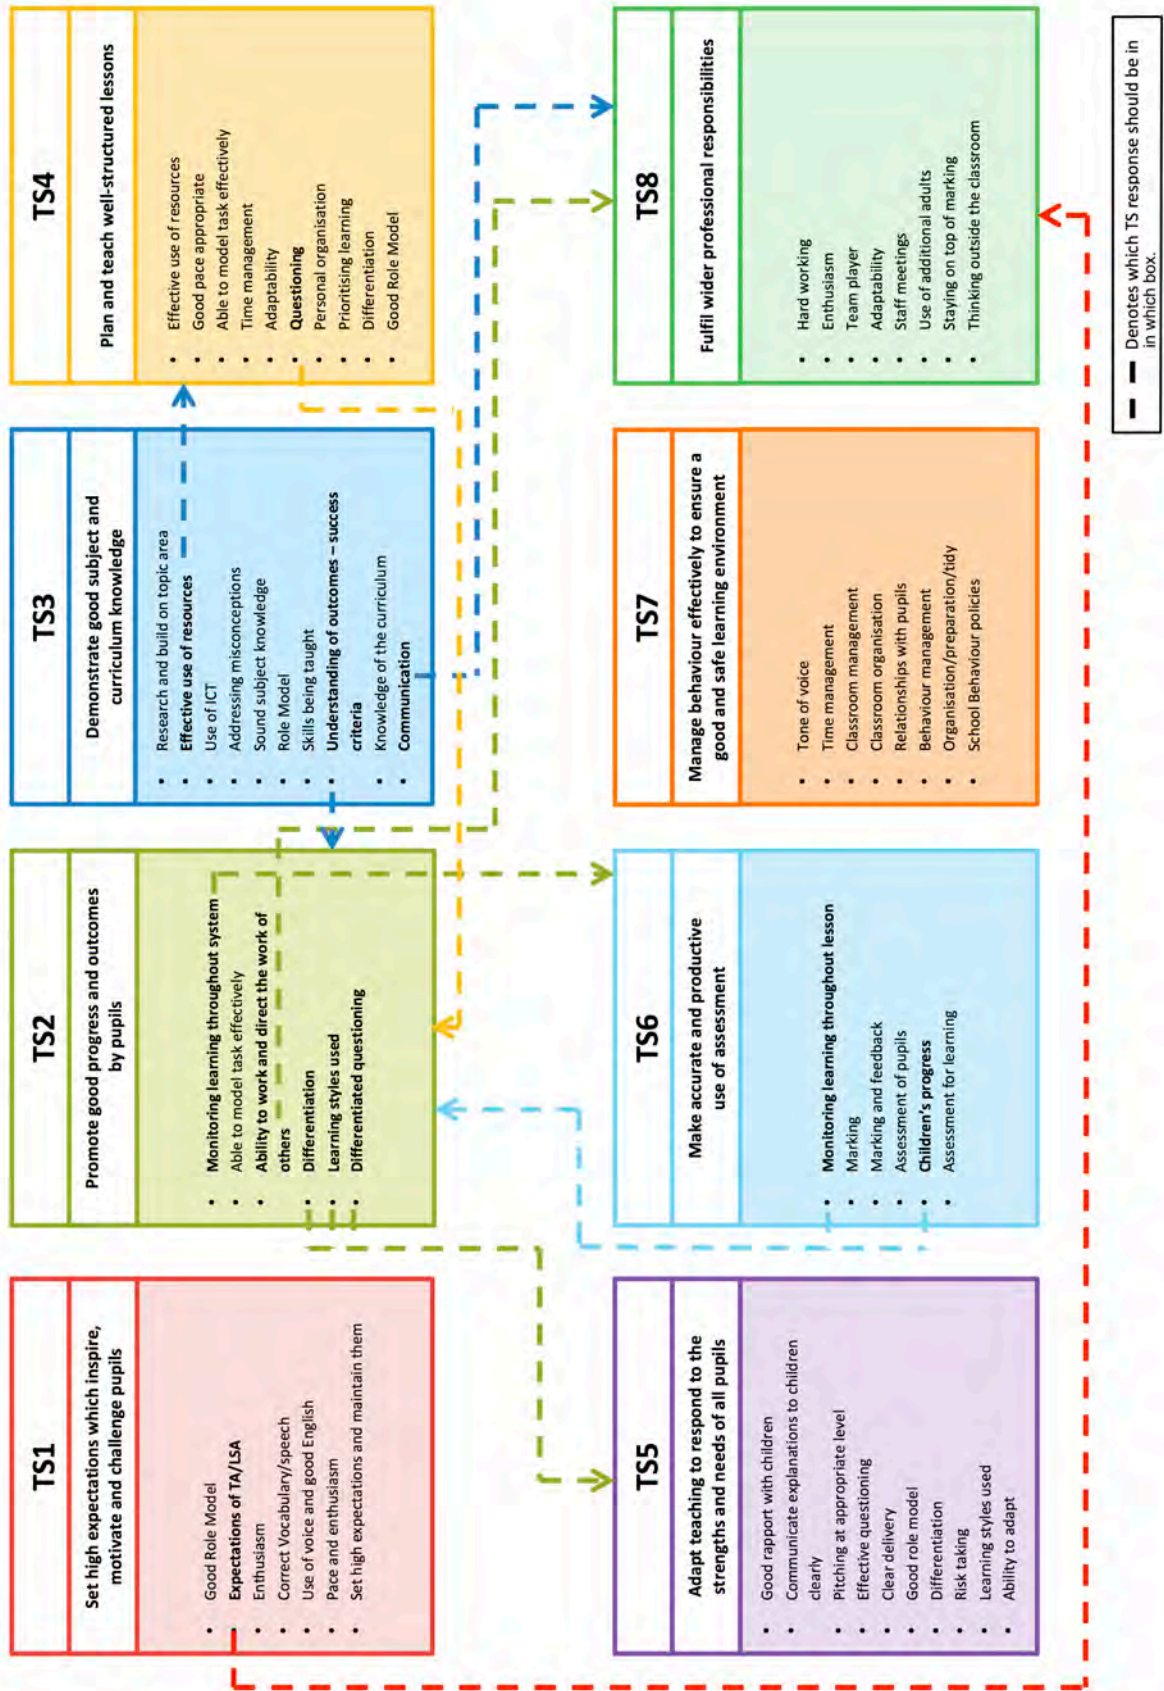 TS1
Set high expectations which inspire,
motivate and challenge pupils
• Good Role Model
• Expectations of TA/LSA
• Enthusiasm
• Correct Vocabulary/speech
• Use of voice and good English
• Pace and enthusiasm
• Set high expectations and maintain them
TS2
Promote good progress and outcomes
by pupils
• Monitoring learning throughout system
• Able to model task effectively
• Ability to work and direct the work of
others
• Differentiation
• Learning styles used
• Differentiated questioning
TS3
Demonstrate good subject and
curriculum knowledge
• Research and build on topic area
• Effective use of resources
• Use of ICT
• Addressing misconceptions
• Sound subject knowledge
• Role Model
• Skills being taught
• Understanding of outcomes – success
criteria
• Knowledge of the curriculum
• Communication
TS4
Plan and teach well-structured lessons
• Effective use of resources
• Good pace appropriate
• Able to model task effectively
• Time management
• Adaptability
• Questioning
• Personal organisation
• Prioritising learning
• Differentiation
• Good Role Model
TS5
Adapt teaching to respond to the
strengths and needs of all pupils
• Good rapport with children
• Communicate explanations to children
clearly
• Pitching at appropriate level
• Effective questioning
• Clear delivery
• Good role model
• Differentiation
• Risk taking
• Learning styles used
• Ability to adapt
TS6
Make accurate and productive
use of assessment
• Monitoring learning throughout lesson
• Marking
• Marking and feedback
• Assessment of pupils
• Children's progress
• Assessment for learning
TS7
Manage behaviour effectively to ensure a
good and safe learning environment
• Tone of voice
• Time management
• Classroom management
• Classroom organisation
• Relationships with pupils
• Behaviour management
• Organisation/preparation/tidy
• School Behaviour policies
TS8
Fulfil wider professional responsibilities
• Hard working
• Enthusiasm
• Team player
• Adaptability
• Staff meetings
• Use of additional adults
• Staying on top of marking
• Thinking outside the classroom
Denotes which TS response should be in
in which box.